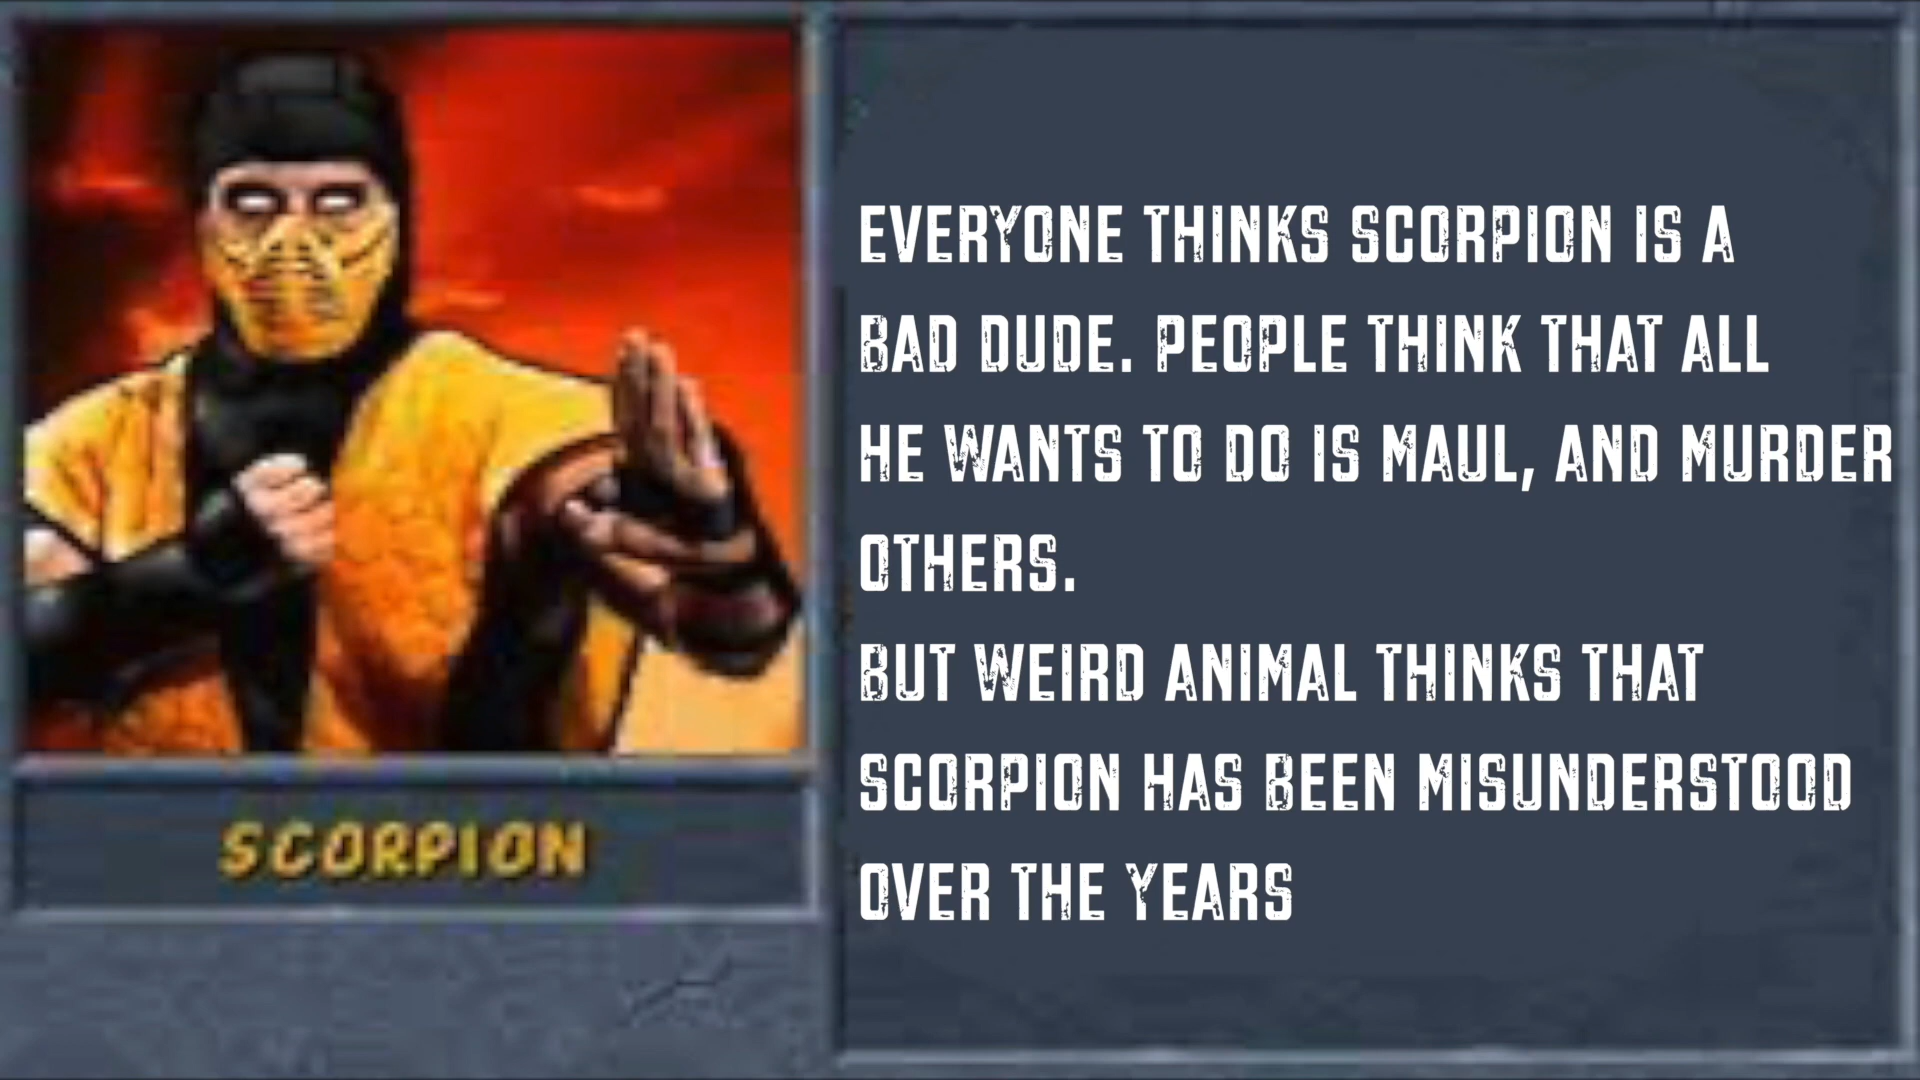 EVERYONE THINKS SCORPION IS A
BAD DUDE. PEOPLE THINK THAT ALL
HE WANTS TO DO IS MAUL, AND MURDER
OTHERS.
BUT WEIRD ANIMAL THINKS THAT
SCORPION HAS BEEN MISUNDERSTOOD
OVER THE YEARS
SCORPION